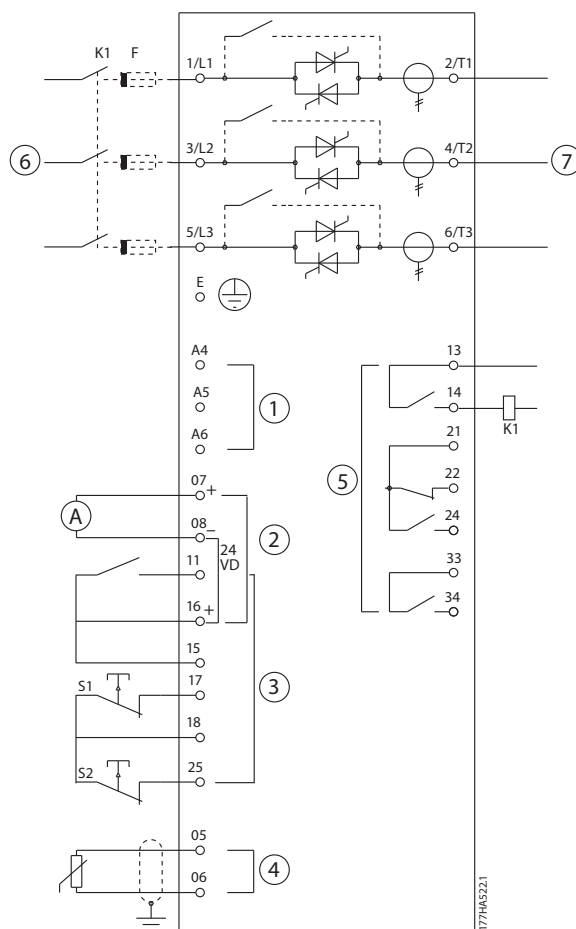 K1 F 1/L1 2/T1
6 3/L2 4/T2 7
5/L3 6/T3
E
A4 13
A5 1 14
K1
A6 21
07 + 5 22
A 08 – 2 24
24
VD
11 33
16 + 34
15
S1 17 3
18
S2 25
05
4
06
177HA522.1